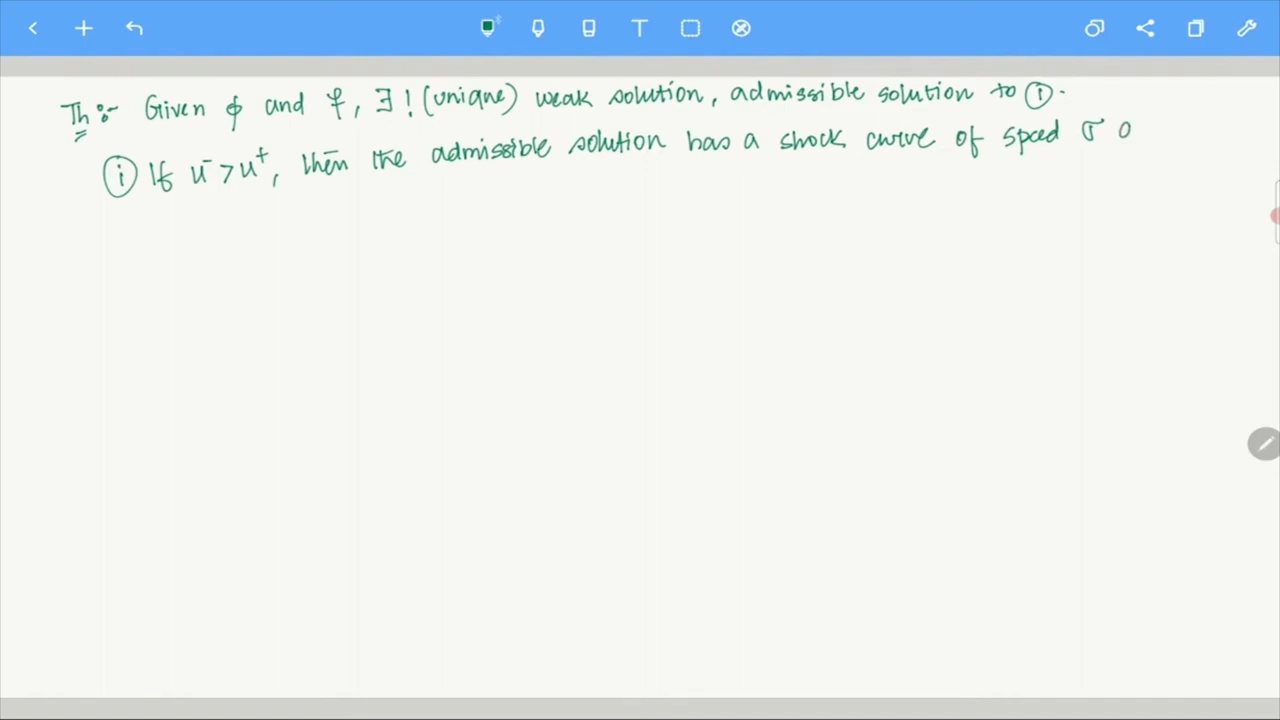 Th :- Given ϕ and f, ∃! (unique) weak solution, admissible solution to ①.
ⓘ If u⁻ > u⁺, then the admissible solution has a shock curve of speed σ o